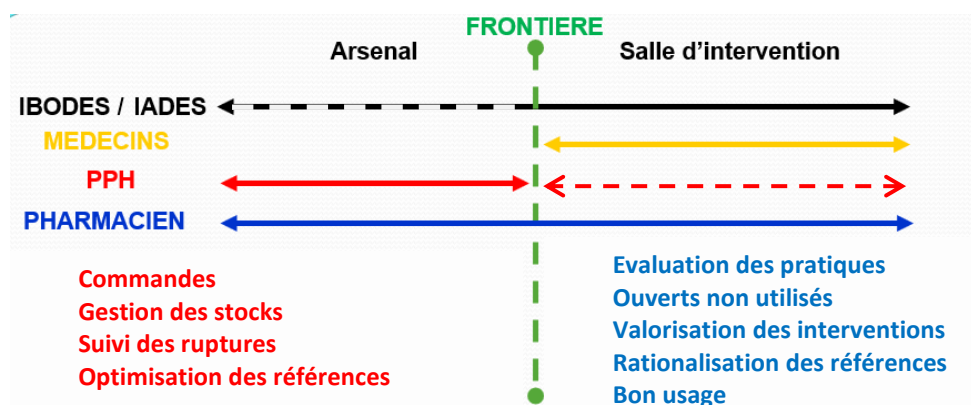 FRONTIERE
Arsenal
Salle d'intervention
IBODES / IADES
MEDECINS
PPH
PHARMACIEN
Commandes
Gestion des stocks
Suivi des ruptures
Optimisation des références
Evaluation des pratiques
Ouverts non utilisés
Valorisation des interventions
Rationalisation des références
Bon usage